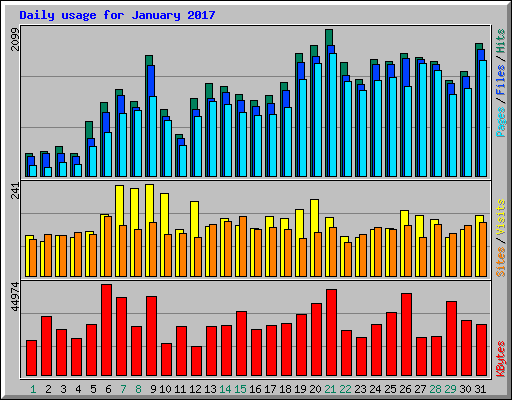 Daily usage for January 2017
2099
Pages / Files / Hits
241
Sites / Visits
44974
KBytes
1 2 3 4 5 6 7 8 9 10 11 12 13 14 15 16 17 18 19 20 21 22 23 24 25 26 27 28 29 30 31